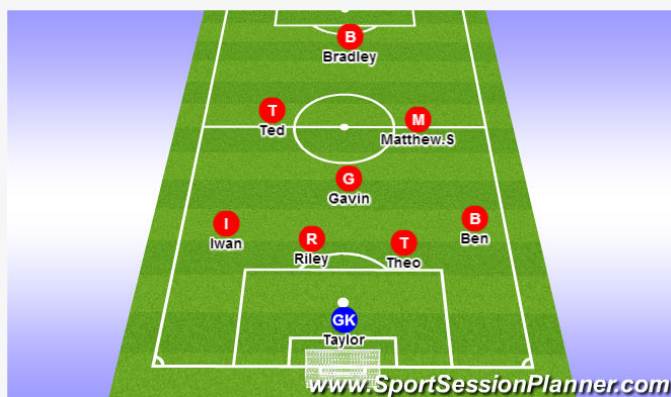 B
Bradley
T
Ted
M
Matthew.S
G
Gavin
I
Iwan
R
Riley
T
Theo
B
Ben
GK
Taylor
www.SportSessionPlanner.com